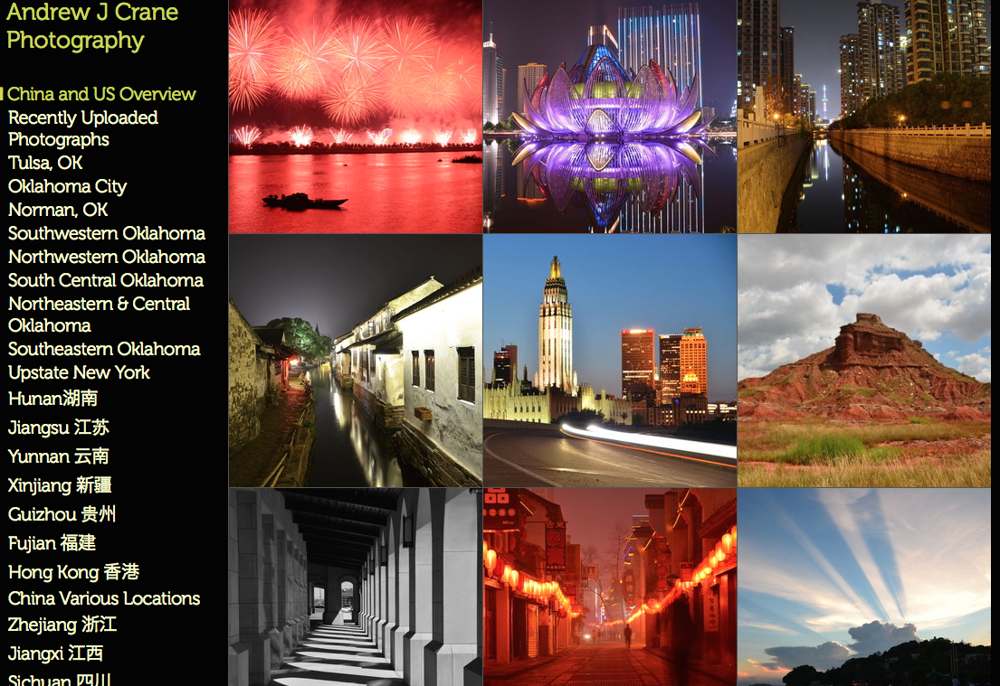 Andrew J Crane
Photography
China and US Overview
Recently Uploaded
Photographs
Tulsa, OK
Oklahoma City
Norman, OK
Southwestern Oklahoma
Northwestern Oklahoma
South Central Oklahoma
Northeastern & Central
Oklahoma
Southeastern Oklahoma
Upstate New York
Hunan湖南
Jiangsu 江苏
Yunnan 云南
Xinjiang 新疆
Guizhou 贵州
Fujian 福建
Hong Kong 香港
China Various Locations
Zhejiang 浙江
Jiangxi 江西
Sichuan 四川